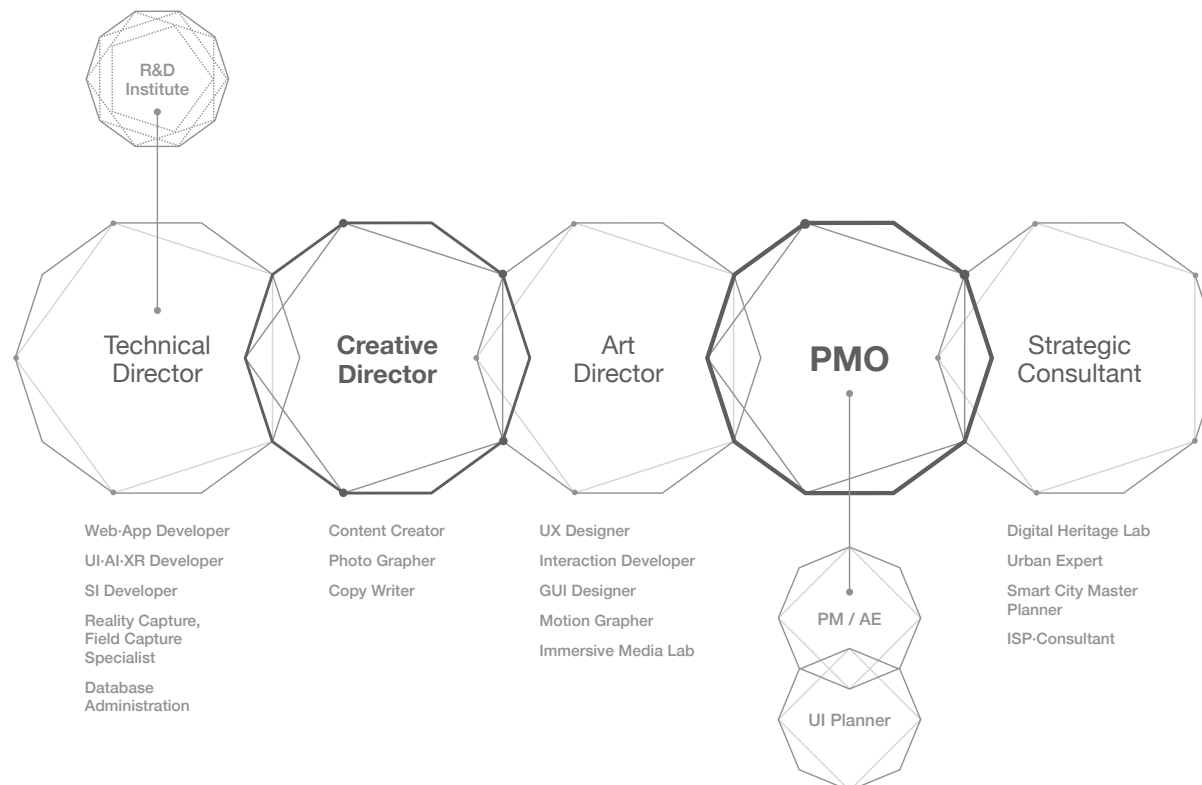 R&D
Institute
Technical
Director
Creative
Director
Art
Director
PMO
Strategic
Consultant
Web·App Developer
UI·AI·XR Developer
SI Developer
Reality Capture,
Field Capture
Specialist
Database
Administration
Content Creator
Photo Grapher
Copy Writer
UX Designer
Interaction Developer
GUI Designer
Motion Grapher
Immersive Media Lab
PM / AE
UI Planner
Digital Heritage Lab
Urban Expert
Smart City Master
Planner
ISP·Consultant